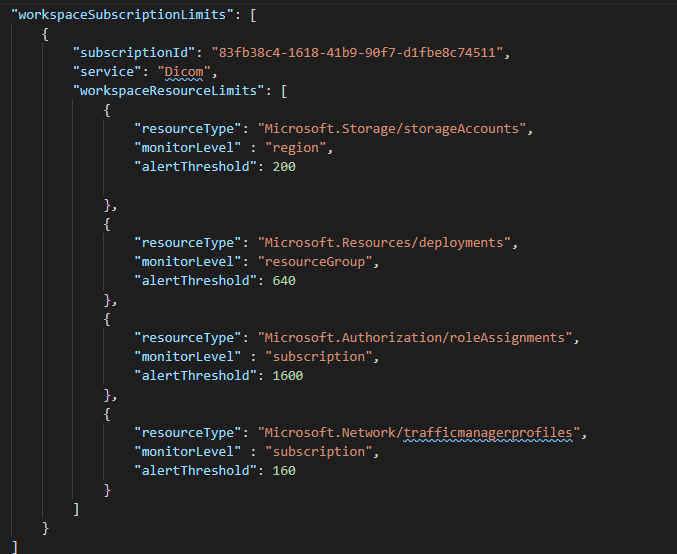 "workspaceSubscriptionLimits": [
{
"subscriptionId": "83fb38c4-1618-41b9-90f7-d1fbe8c74511",
"service": "Dicom",
"workspaceResourceLimits": [
{
"resourceType": "Microsoft.Storage/storageAccounts",
"monitorLevel" : "region",
"alertThreshold": 200
},
{
"resourceType": "Microsoft.Resources/deployments",
"monitorLevel": "resourceGroup",
"alertThreshold": 640
},
{
"resourceType": "Microsoft.Authorization/roleAssignments",
"monitorLevel" : "subscription",
"alertThreshold": 1600
},
{
"resourceType": "Microsoft.Network/trafficmanagerprofiles",
"monitorLevel" : "subscription",
"alertThreshold": 160
}
]
}
]